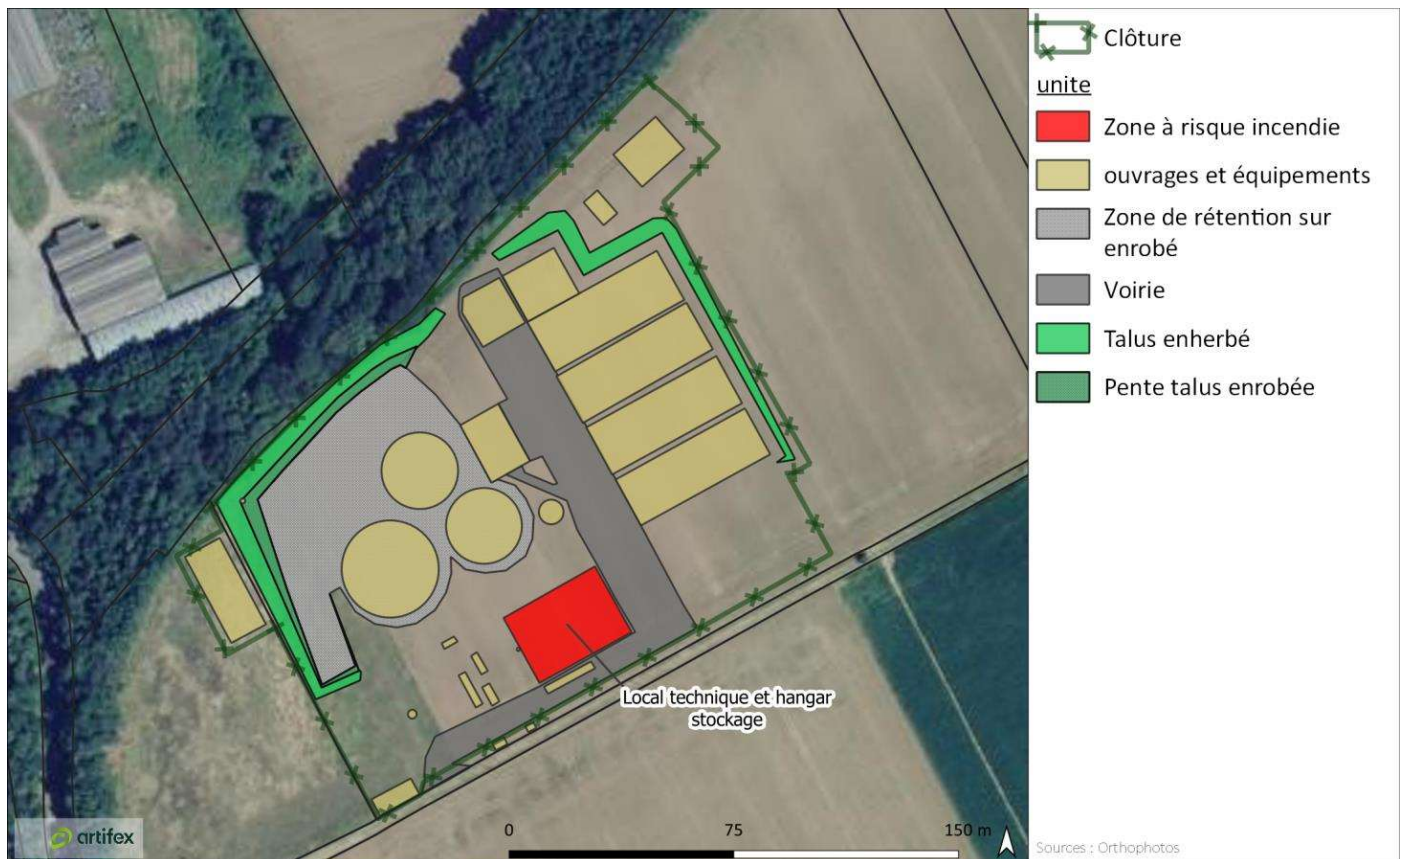 Clôture
unite
Zone à risque incendie
ouvrages et équipements
Zone de rétention sur
enrobé
Voirie
Talus enherbé
Pente talus enrobée
Local technique et hangar
stockage
artifex
0 75 150 m
Sources : Orthophotos